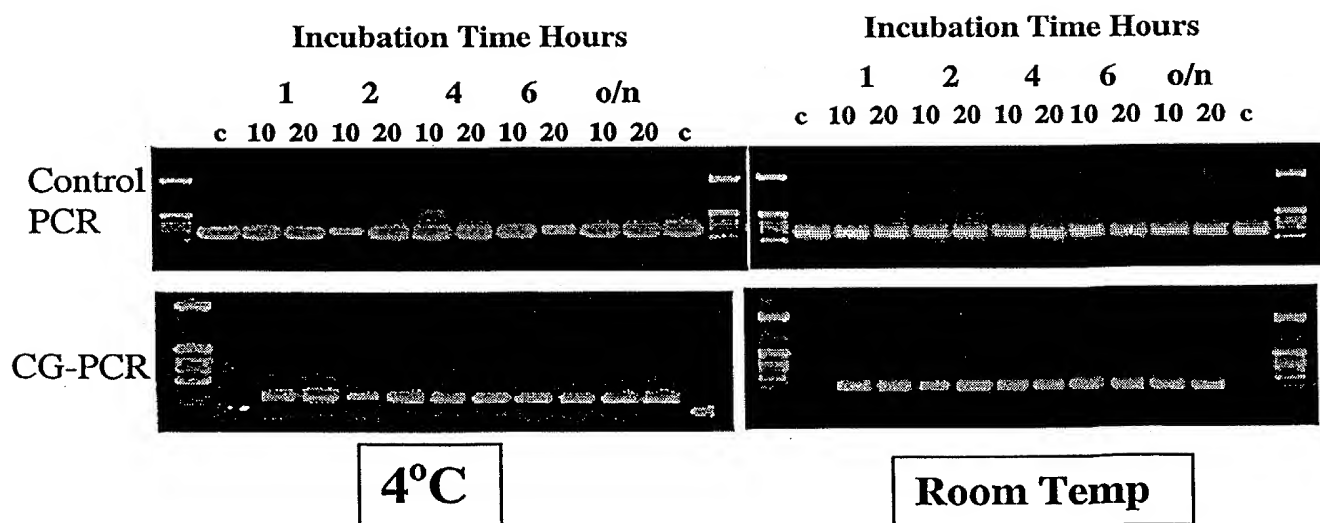 Incubation Time Hours
1 2 4 6 o/n
c 10 20 10 20 10 20 10 20 10 20 c
Incubation Time Hours
1 2 4 6 o/n
c 10 20 10 20 10 20 10 20 10 20 c
Control
PCR
CG-PCR
4°C
Room Temp